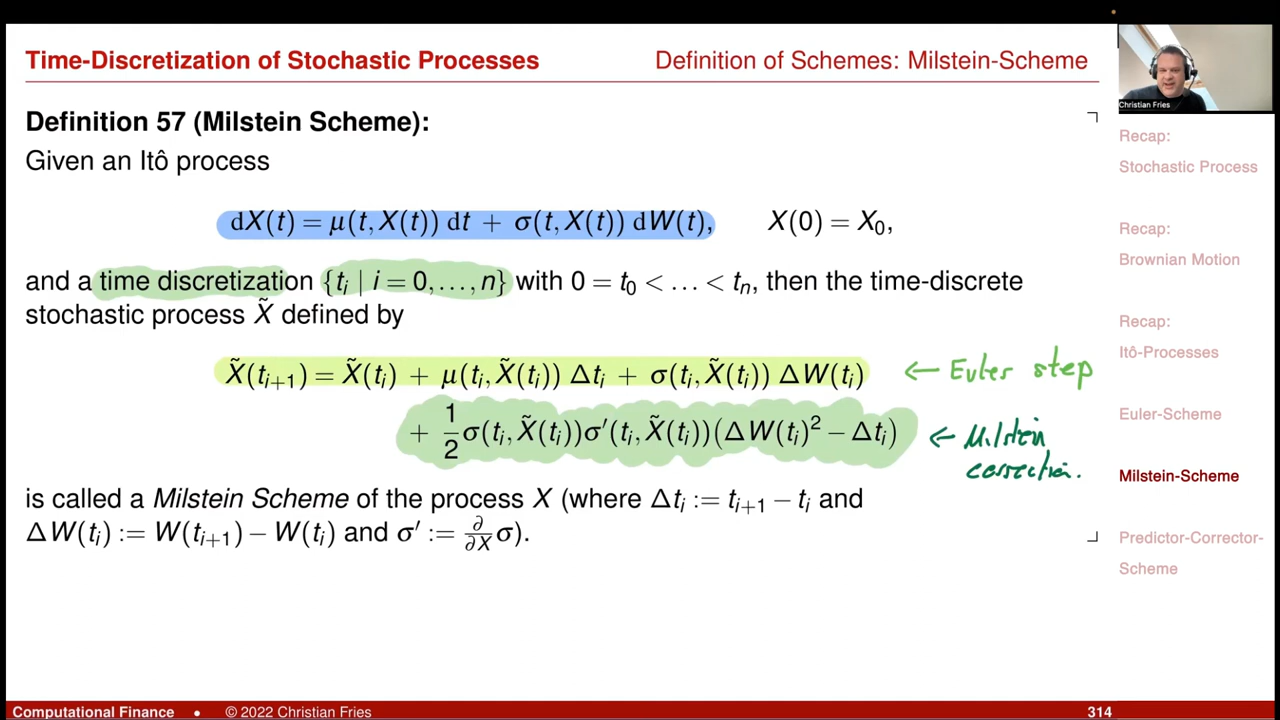 Time-Discretization of Stochastic Processes
Definition of Schemes: Milstein-Scheme
Christian Fries
Definition 57 (Milstein Scheme):
Given an Itô process
dX(t) = μ(t, X(t)) dt + σ(t, X(t)) dW(t),    X(0) = X₀,
and a time discretization {tᵢ | i = 0, …, n} with 0 = t₀ < … < tₙ, then the time-discrete
stochastic process X̃ defined by
X̃(tᵢ₊₁) = X̃(tᵢ) + μ(tᵢ, X̃(tᵢ)) Δtᵢ + σ(tᵢ, X̃(tᵢ)) ΔW(tᵢ) ← Euler step
+ 1/2 σ(tᵢ, X̃(tᵢ))σ′(tᵢ, X̃(tᵢ))(ΔW(tᵢ)² − Δtᵢ) ← Milstein
correction.
is called a Milstein Scheme of the process X (where Δtᵢ := tᵢ₊₁ − tᵢ and
ΔW(tᵢ) := W(tᵢ₊₁) − W(tᵢ) and σ′ := ∂/∂X σ).
Recap:
Stochastic Process
Recap:
Brownian Motion
Recap:
Itô-Processes
Euler-Scheme
Milstein-Scheme
Predictor-Corrector-
Scheme
Computational Finance • © 2022 Christian Fries
314